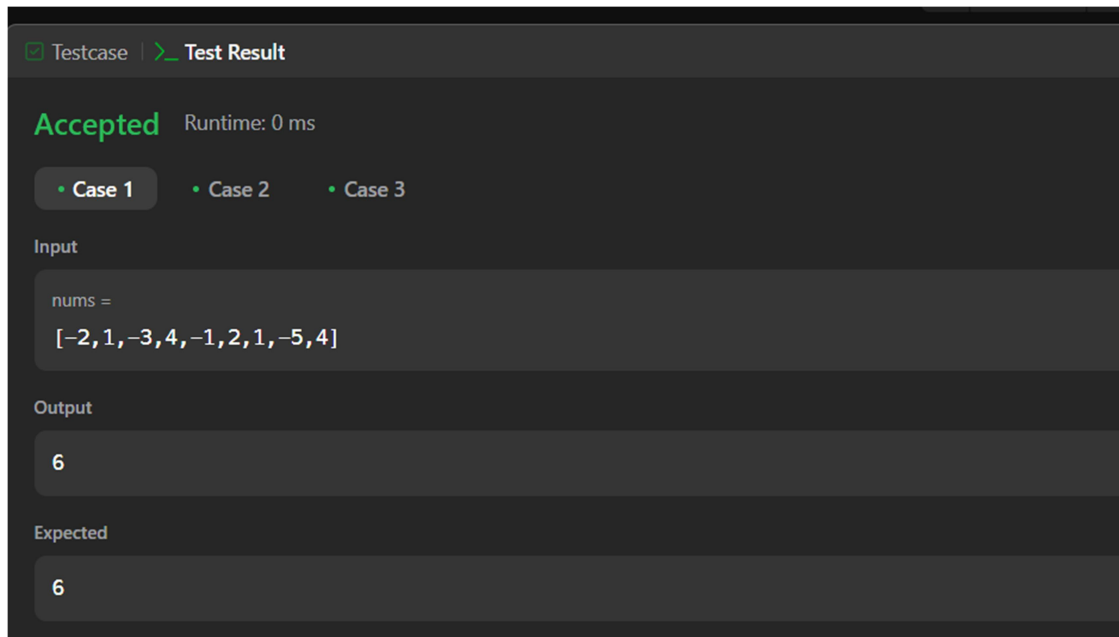 Testcase | >_ Test Result
Accepted Runtime: 0 ms
• Case 1 • Case 2 • Case 3
Input
nums =
[-2,1,-3,4,-1,2,1,-5,4]
Output
6
Expected
6